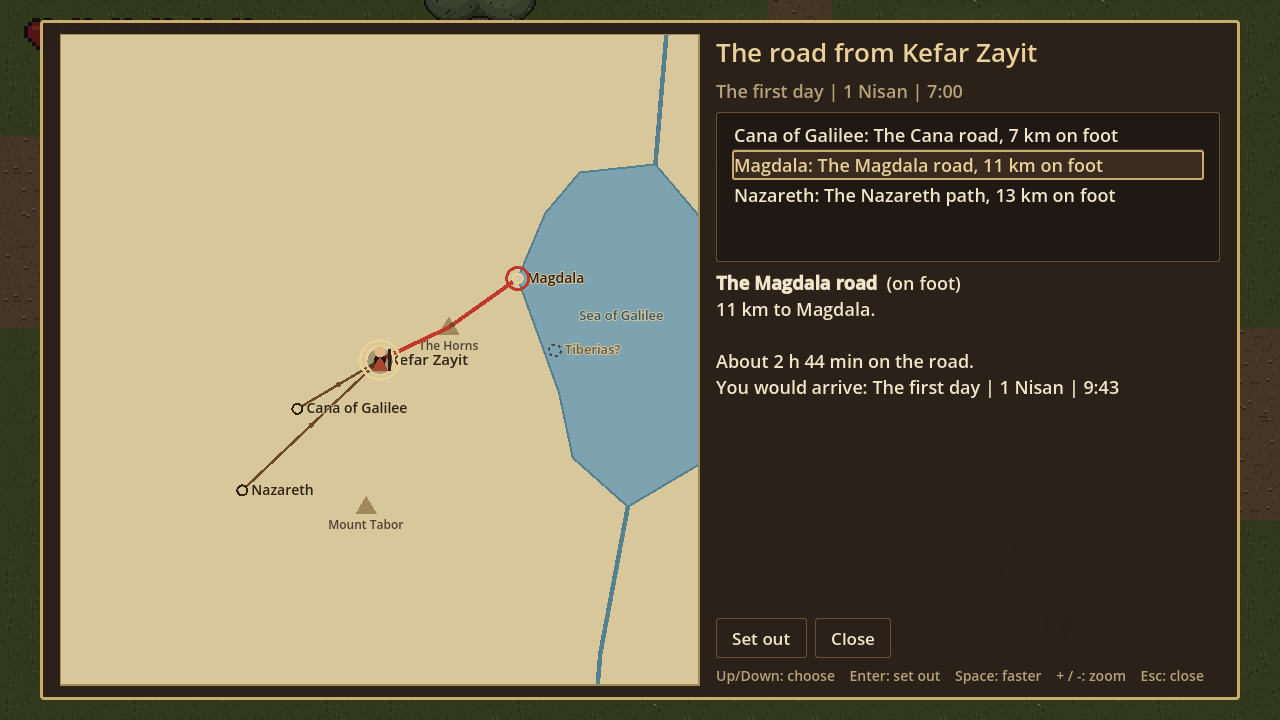 The road from Kefar Zayit
The first day | 1 Nisan | 7:00
Cana of Galilee: The Cana road, 7 km on foot
Magdala: The Magdala road, 11 km on foot
Nazareth: The Nazareth path, 13 km on foot
The Magdala road (on foot)
11 km to Magdala.
About 2 h 44 min on the road.
You would arrive: The first day | 1 Nisan | 9:43
Set out
Close
Up/Down: choose Enter: set out Space: faster + / -: zoom Esc: close
Magdala
Sea of Galilee
The Horns
Tiberias?
Kefar Zayit
Cana of Galilee
Nazareth
Mount Tabor